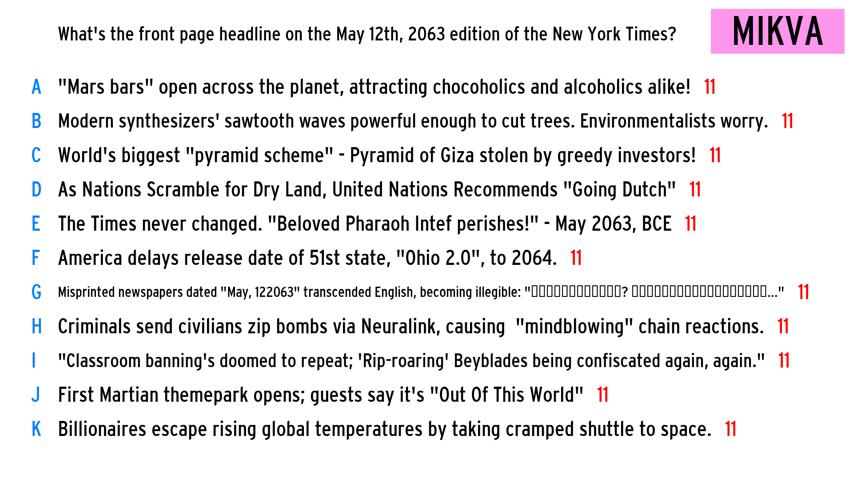 What's the front page headline on the May 12th, 2063 edition of the New York Times? MIKVA
A "Mars bars" open across the planet, attracting chocoholics and alcoholics alike! 11
B Modern synthesizers' sawtooth waves powerful enough to cut trees. Environmentalists worry. 11
C World's biggest "pyramid scheme" - Pyramid of Giza stolen by greedy investors! 11
D As Nations Scramble for Dry Land, United Nations Recommends "Going Dutch" 11
E The Times never changed. "Beloved Pharaoh Intef perishes!" - May 2063, BCE 11
F America delays release date of 51st state, "Ohio 2.0", to 2064. 11
G Misprinted newspapers dated "May, 122063" transcended English, becoming illegible: "▯▯▯▯▯▯▯▯▯▯▯▯▯? ▯▯▯▯▯▯▯▯▯▯▯▯▯▯▯▯▯▯▯..." 11
H Criminals send civilians zip bombs via Neuralink, causing "mindblowing" chain reactions. 11
I "Classroom banning's doomed to repeat; 'Rip-roaring' Beyblades being confiscated again, again." 11
J First Martian themepark opens; guests say it's "Out Of This World" 11
K Billionaires escape rising global temperatures by taking cramped shuttle to space. 11